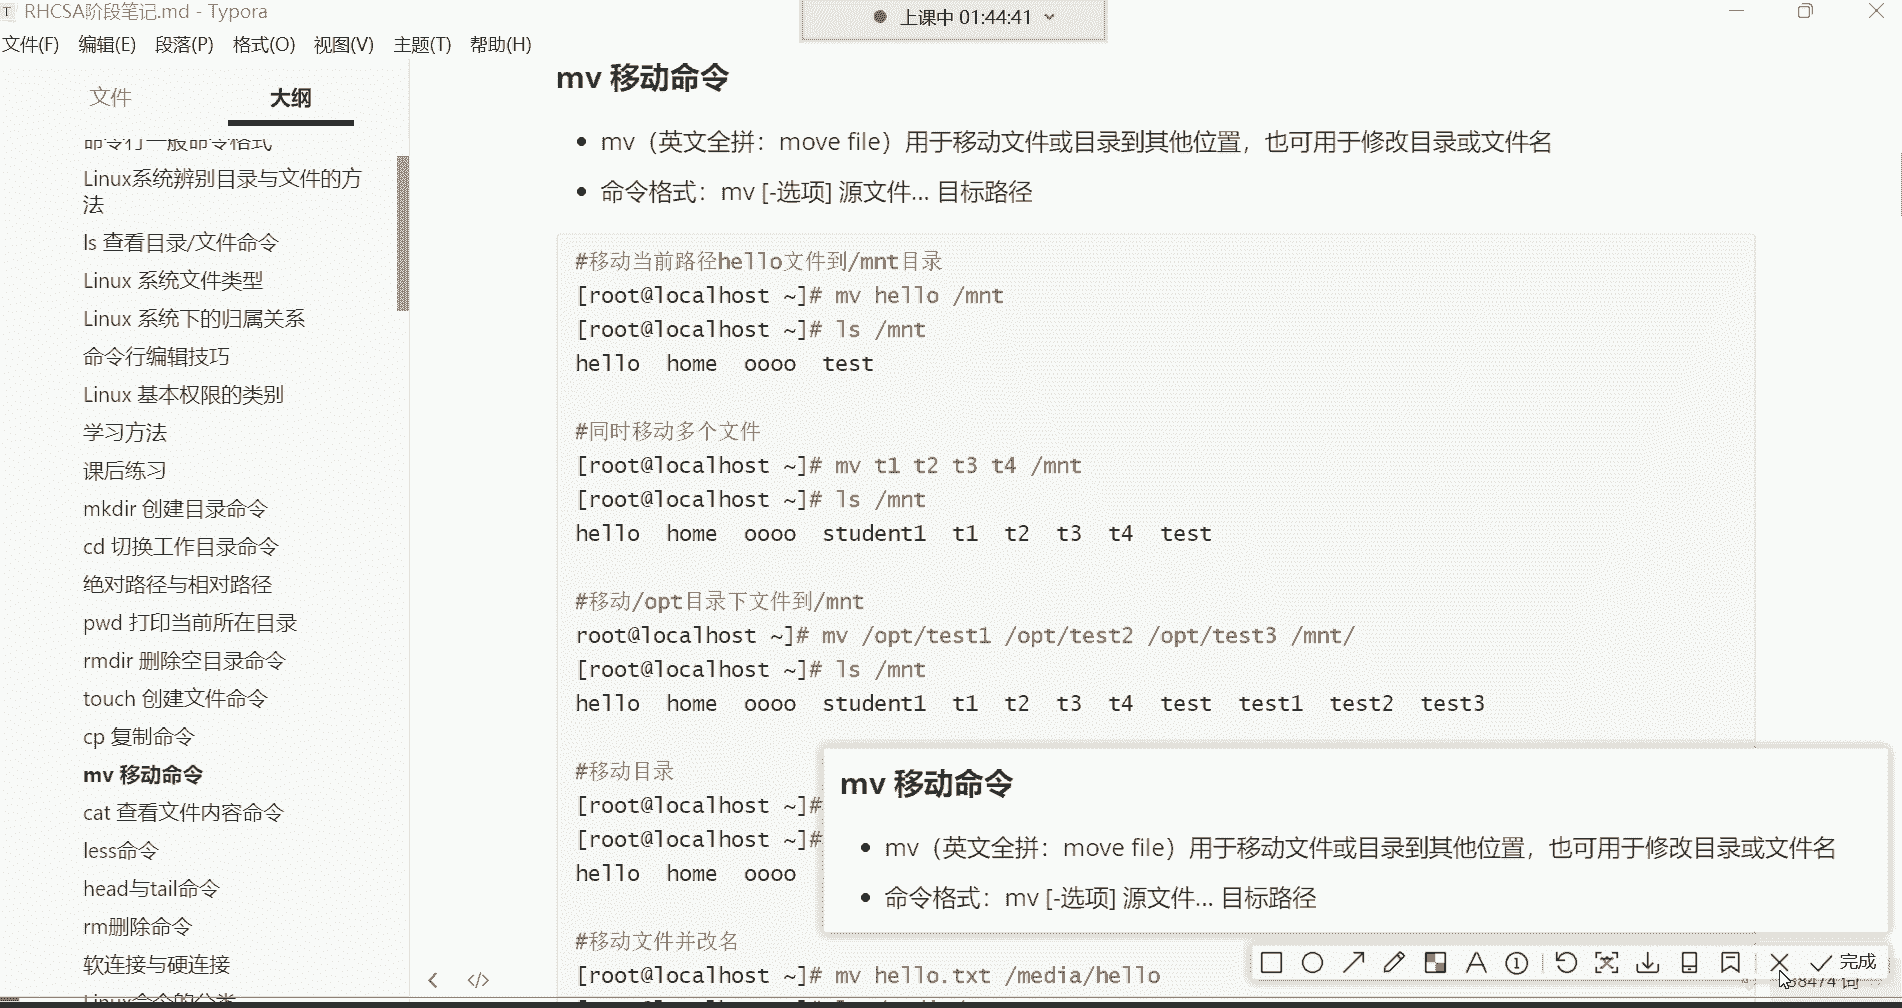 RHCSA阶段笔记.md - Typora
上课中 01:44:41
文件(F) 编辑(E) 段落(P) 格式(O) 视图(V) 主题(T) 帮助(H)
文件 大纲
命令行一般命令格式
Linux系统辨别目录与文件的方
法
ls 查看目录/文件命令
Linux 系统文件类型
Linux 系统下的归属关系
命令行编辑技巧
Linux 基本权限的类别
学习方法
课后练习
mkdir 创建目录命令
cd 切换工作目录命令
绝对路径与相对路径
pwd 打印当前所在目录
rmdir 删除空目录命令
touch 创建文件命令
cp 复制命令
mv 移动命令
cat 查看文件内容命令
less命令
head与tail命令
rm删除命令
软连接与硬连接
Linux命令的分类
mv 移动命令
mv（英文全拼：move file）用于移动文件或目录到其他位置，也可用于修改目录或文件名
命令格式：mv [-选项] 源文件... 目标路径
#移动当前路径hello文件到/mnt目录
[root@localhost ~]# mv hello /mnt
[root@localhost ~]# ls /mnt
hello home oooo test
#同时移动多个文件
[root@localhost ~]# mv t1 t2 t3 t4 /mnt
[root@localhost ~]# ls /mnt
hello home oooo student1 t1 t2 t3 t4 test
#移动/opt目录下文件到/mnt
root@localhost ~]# mv /opt/test1 /opt/test2 /opt/test3 /mnt/
[root@localhost ~]# ls /mnt
hello home oooo student1 t1 t2 t3 t4 test test1 test2 test3
#移动目录
[root@localhost ~]#
[root@localhost ~]#
hello home oooo
#移动文件并改名
[root@localhost ~]# mv hello.txt /media/hello
mv 移动命令
mv（英文全拼：move file）用于移动文件或目录到其他位置，也可用于修改目录或文件名
命令格式：mv [-选项] 源文件... 目标路径
完成